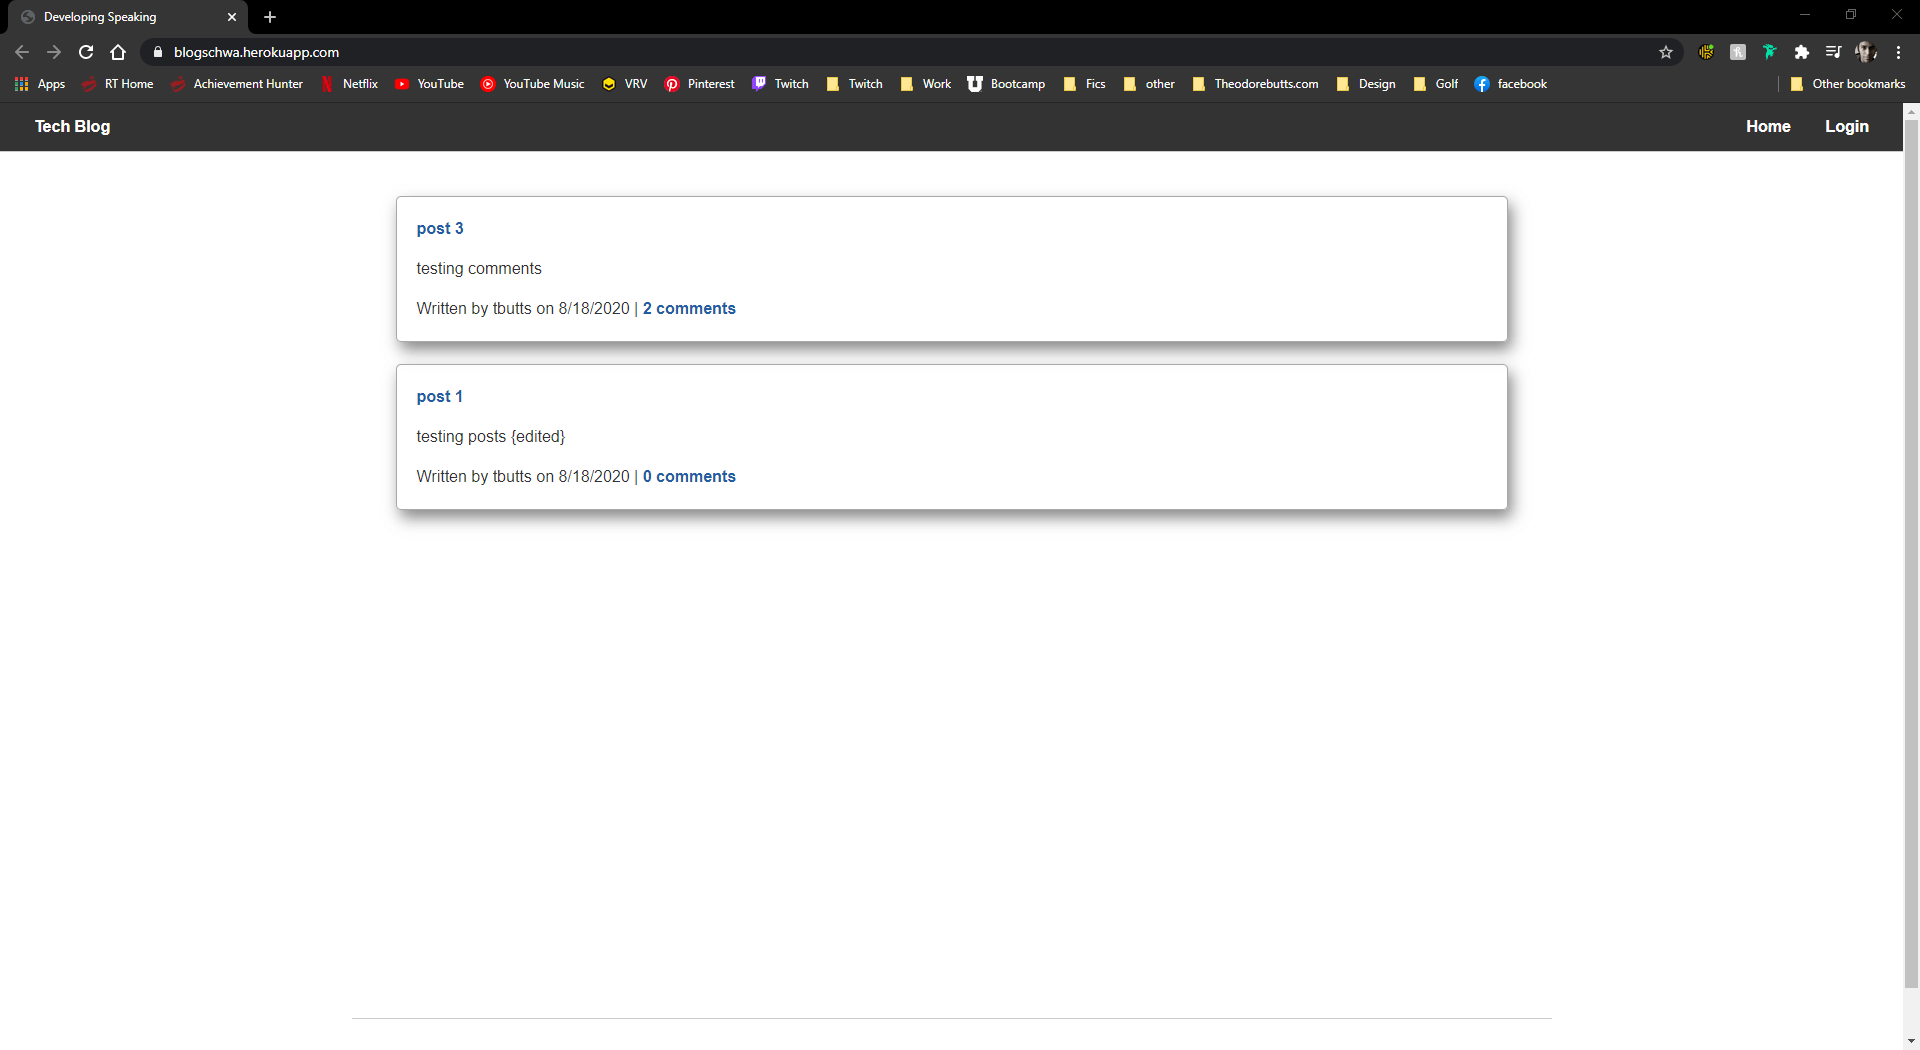 Developing Speaking
blogschwa.herokuapp.com
Apps RT Home Achievement Hunter Netflix YouTube YouTube Music VRV Pinterest Twitch Twitch Work Bootcamp Fics other Theodorebutts.com Design Golf facebook Other bookmarks
Tech Blog Home Login
post 3
testing comments
Written by tbutts on 8/18/2020 | 2 comments
post 1
testing posts {edited}
Written by tbutts on 8/18/2020 | 0 comments